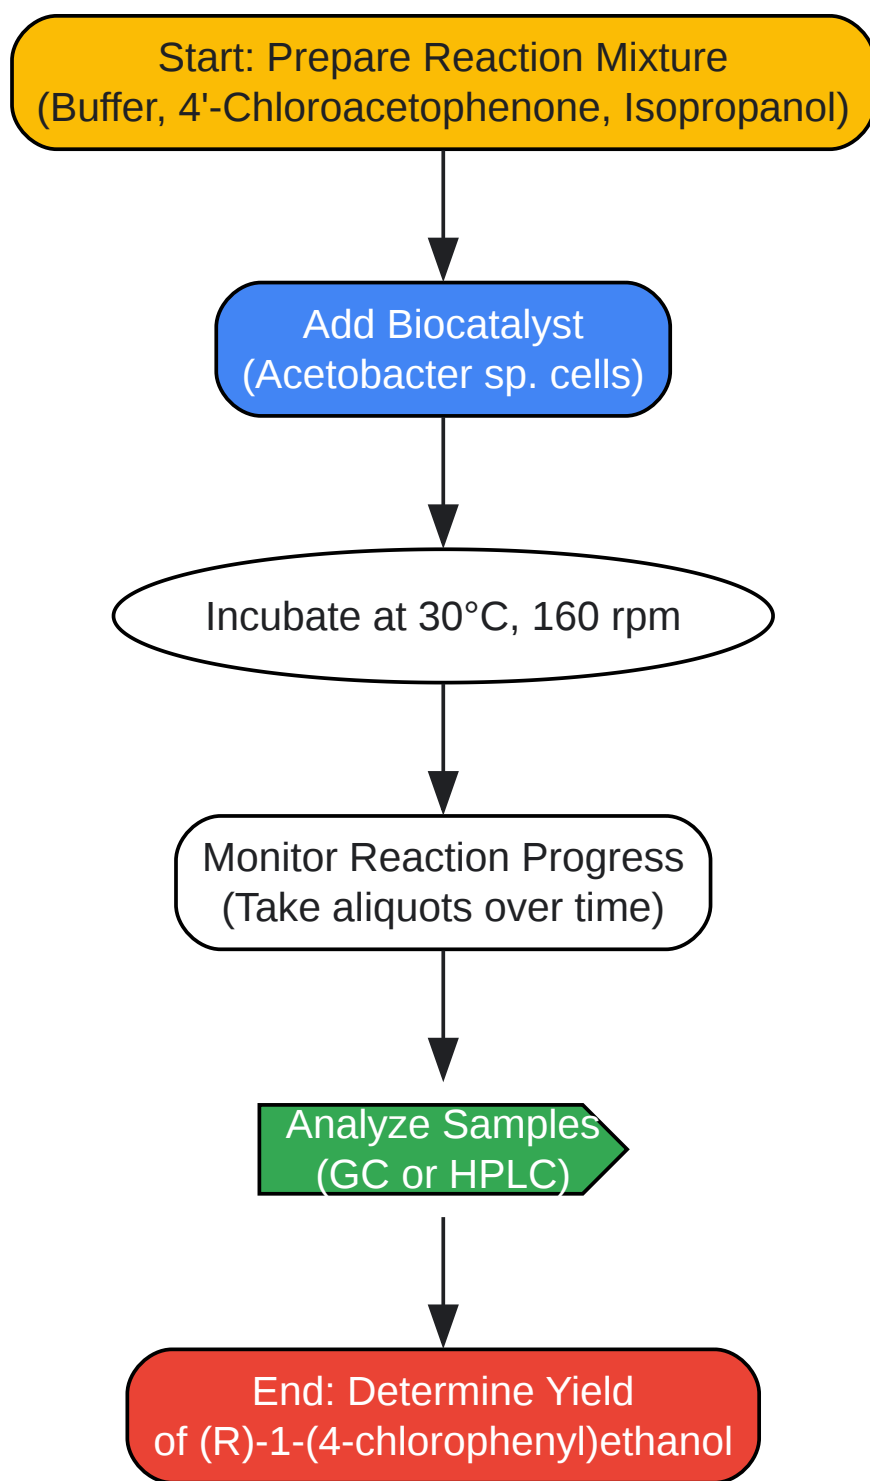 Start: Prepare Reaction Mixture
(Buffer, 4'-Chloroacetophenone, Isopropanol)
Add Biocatalyst
(Acetobacter sp. cells)
Incubate at 30°C, 160 rpm
Monitor Reaction Progress
(Take aliquots over time)
Analyze Samples
(GC or HPLC)
End: Determine Yield
of (R)-1-(4-chlorophenyl)ethanol